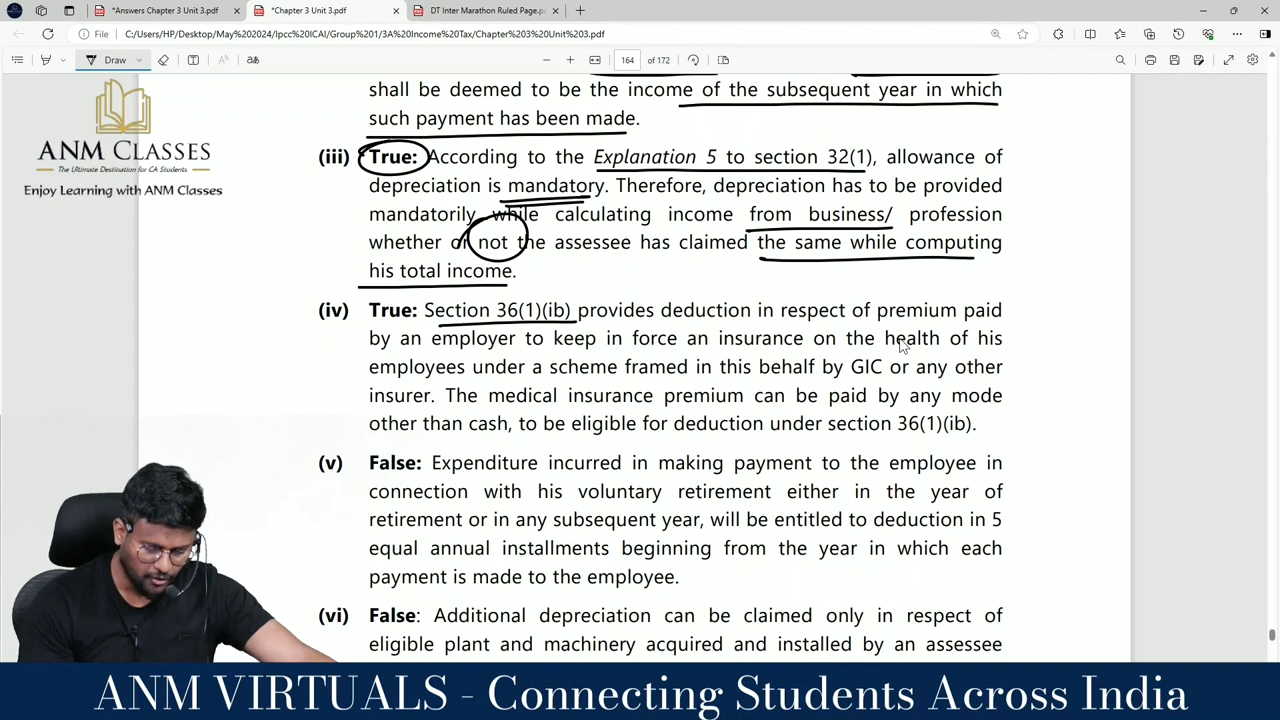 *Answers Chapter 3 Unit 3.pdf
*Chapter 3 Unit 3.pdf
DT Inter Marathon Ruled Page.p
File
C:/Users/HP/Desktop/May%202024/Ipcc%20ICAI/Group%201/3A%20Income%20Tax/Chapter%203%20Unit%203.pdf
Draw
164 of 172
shall be deemed to be the income of the subsequent year in which
such payment has been made.
ANM CLASSES
The Ultimate Destination for CA Students
Enjoy Learning with ANM Classes
(iii) True: According to the Explanation 5 to section 32(1), allowance of
depreciation is mandatory. Therefore, depreciation has to be provided
mandatorily while calculating income from business/ profession
whether or not the assessee has claimed the same while computing
his total income.
(iv) True: Section 36(1)(ib) provides deduction in respect of premium paid
by an employer to keep in force an insurance on the health of his
employees under a scheme framed in this behalf by GIC or any other
insurer. The medical insurance premium can be paid by any mode
other than cash, to be eligible for deduction under section 36(1)(ib).
(v) False: Expenditure incurred in making payment to the employee in
connection with his voluntary retirement either in the year of
retirement or in any subsequent year, will be entitled to deduction in 5
equal annual installments beginning from the year in which each
payment is made to the employee.
(vi) False: Additional depreciation can be claimed only in respect of
eligible plant and machinery acquired and installed by an assessee
ANM VIRTUALS - Connecting Students Across India